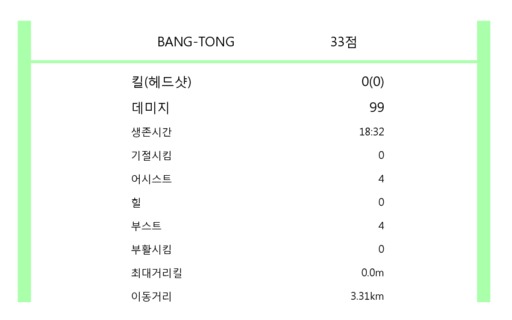 BANG-TONG 33점
킬(헤드샷) 0(0)
데미지 99
생존시간 18:32
기절시킴 0
어시스트 4
힐 0
부스트 4
부활시킴 0
최대거리킬 0.0m
이동거리 3.31km